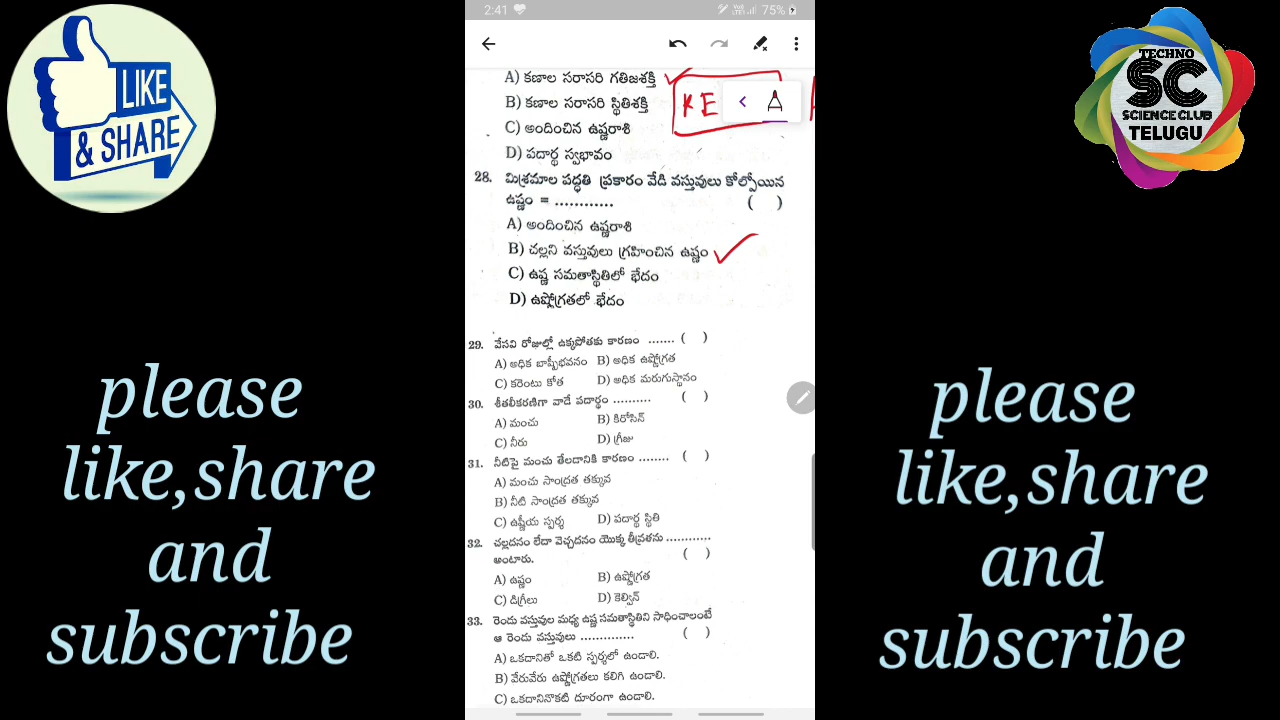 LIKE
& SHARE
please
like,share
and
subscribe
2:41
75%
A) కణాల సరాసరి గతిజశక్తి
B) కణాల సరాసరి స్థితిశక్తి
KE
C) అందించిన ఉష్ణరాశి
D) పదార్థ స్వభావం
28. మిశ్రమాల పద్ధతి ప్రకారం వేడి వస్తువులు కోల్పోయిన
ఉష్ణం = ............ ( )
A) అందించిన ఉష్ణరాశి
B) చల్లని వస్తువులు గ్రహించిన ఉష్ణం
C) ఉష్ణ సమతాస్థితిలో భేదం
D) ఉష్ణోగ్రతలో భేదం
29. వేసవి రోజుల్లో ఉక్కపోతకు కారణం ....... ( )
A) అధిక బాష్పీభవనం B) అధిక ఉష్ణోగ్రత
C) కరెంటు కోత D) అధిక మరుగుస్థానం
30. శీతలీకరణిగా వాడే పదార్థం .......... ( )
A) మంచు B) కిరోసిన్
C) నీరు D) గ్రీజు
31. నీటిపై మంచు తేలదానికి కారణం ........ ( )
A) మంచు సాంద్రత తక్కువ
B) నీటి సాంద్రత తక్కువ
C) ఉష్ణీయ స్పర్శ D) పదార్థ స్థితి
32. చల్లదనం లేదా వెచ్చదనం యొక్క తీవ్రతను ............
అంటారు. ( )
A) ఉష్ణం B) ఉష్ణోగ్రత
C) డిగ్రీలు D) కెల్విన్
33. రెండు వస్తువుల మధ్య ఉష్ణ సమతాస్థితిని సాధించాలంటే
ఆ రెండు వస్తువులు .............. ( )
A) ఒకదానితో ఒకటి స్పర్శలో ఉండాలి.
B) వేరువేరు ఉష్ణోగ్రతలు కలిగి ఉండాలి.
C) ఒకదానినొకటి దూరంగా ఉండాలి.
TECHNO
SC
SCIENCE CLUB
TELUGU
please
like,share
and
subscribe